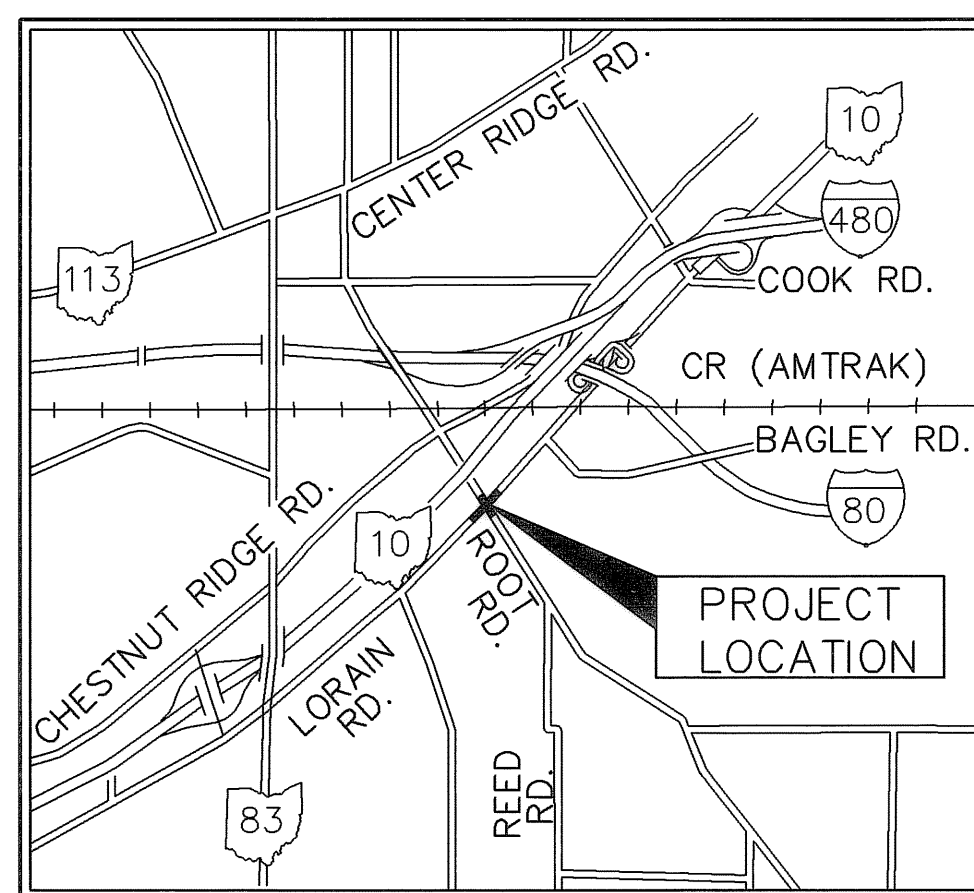 CENTER RIDGE RD.
10
480
113
COOK RD.
CR (AMTRAK)
BAGLEY RD.
80
CHESTNUT RIDGE RD.
10
ROOT
RD.
PROJECT
LOCATION
LORAIN
RD.
REED
RD.
83